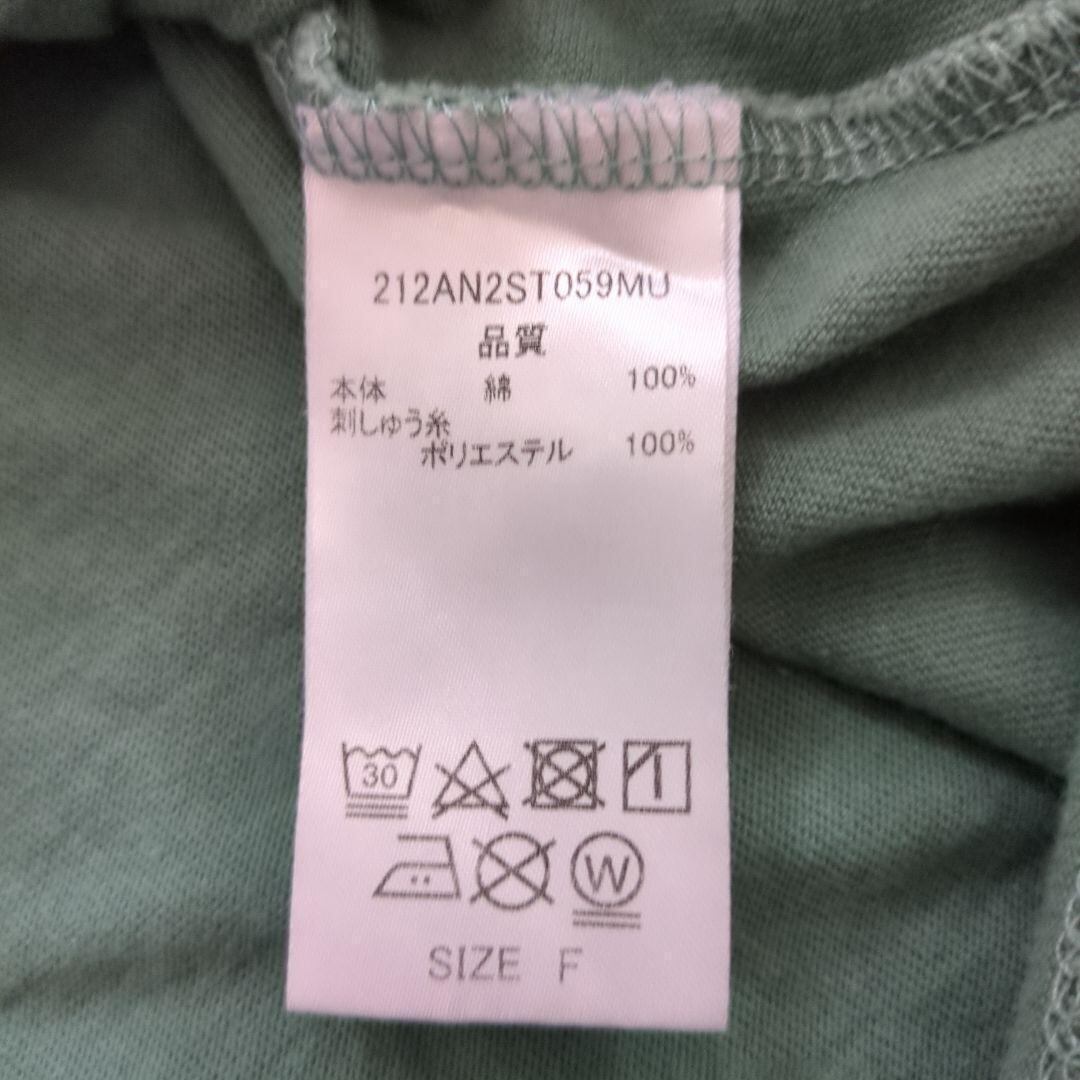 212AN2ST059MU
品質
本体 綿 100%
刺しゅう糸
ポリエステル 100%
30
W
SIZE F